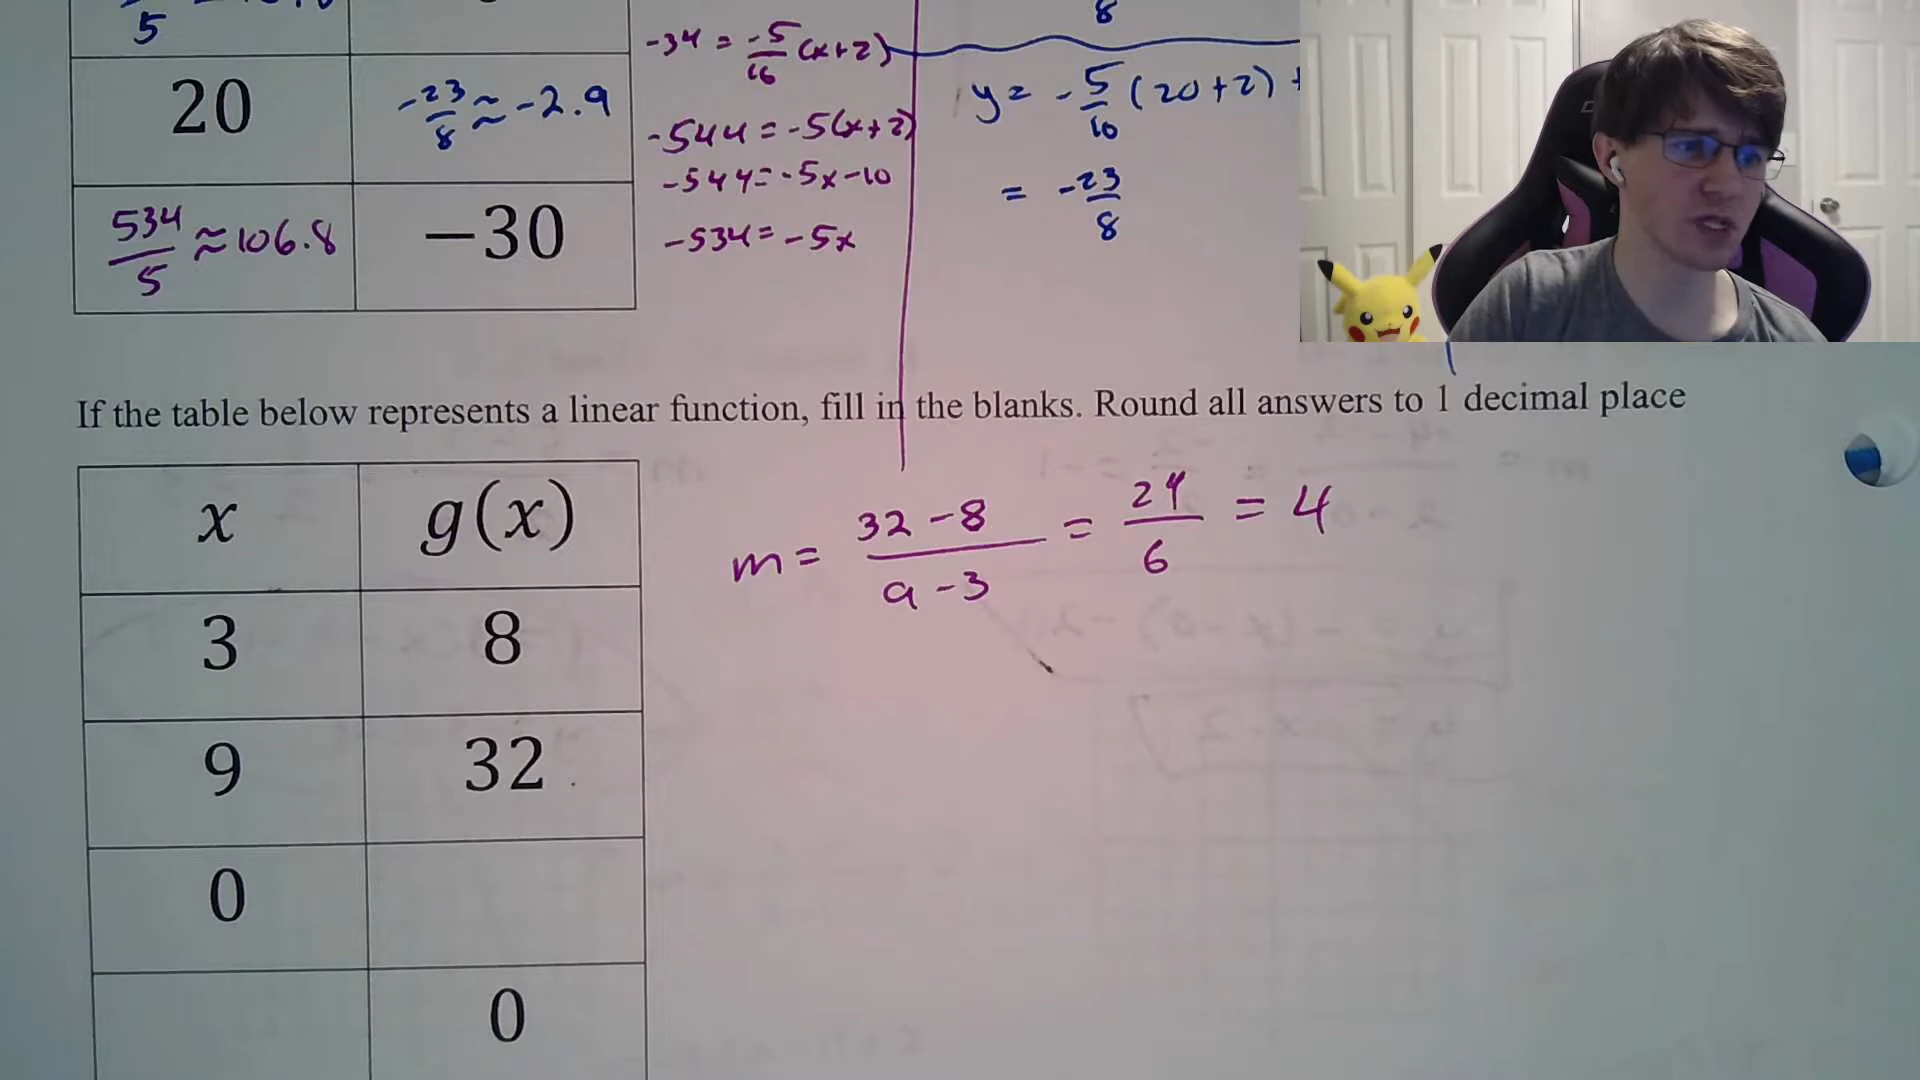 5
8
20
-23/8 ≈ -2.9
-34 = -5/16 (x+2)
-544 = -5(x+2)
-544 = -5x-10
-534 = -5x
y = -5/10 (20+2) +
= -23/8
534/5 ≈ 106.8
−30
If the table below represents a linear function, fill in the blanks. Round all answers to 1 decimal place
x g(x)
3 8
9 32
0
0
m = 32-8/9-3 = 24/6 = 4